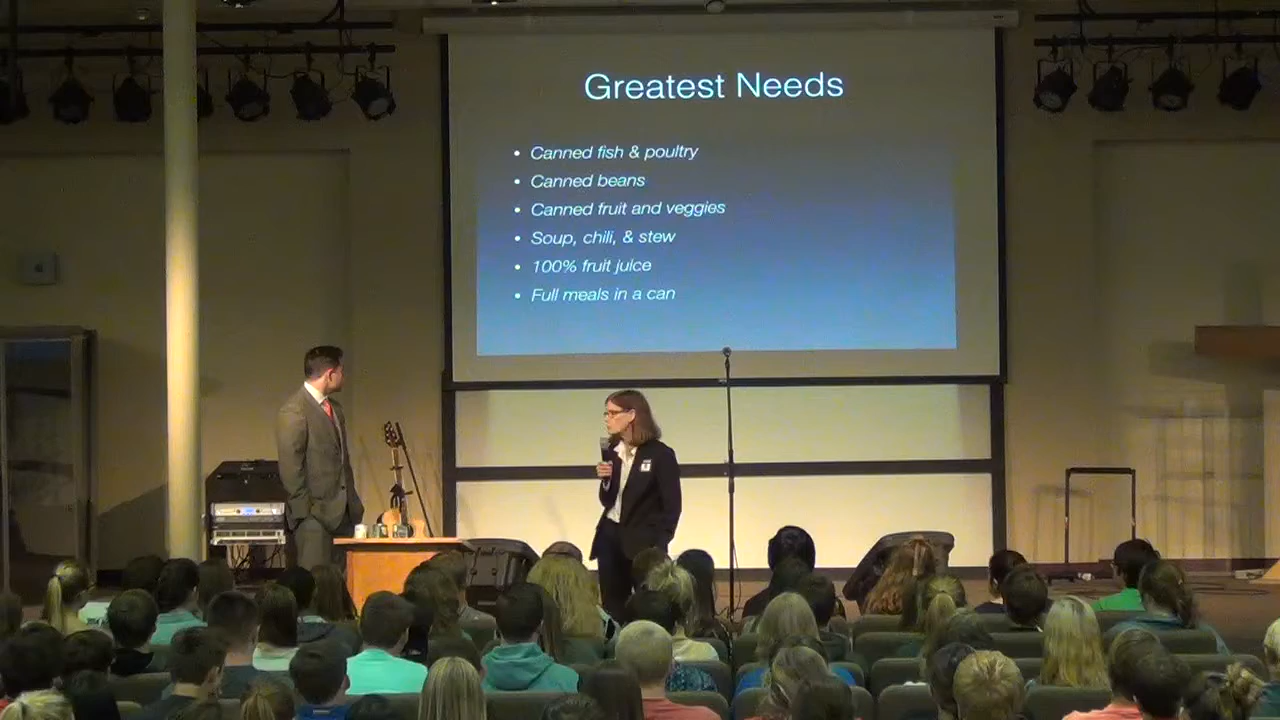 Greatest Needs
• Canned fish & poultry
• Canned beans
• Canned fruit and veggies
• Soup, chili, & stew
• 100% fruit juice
• Full meals in a can